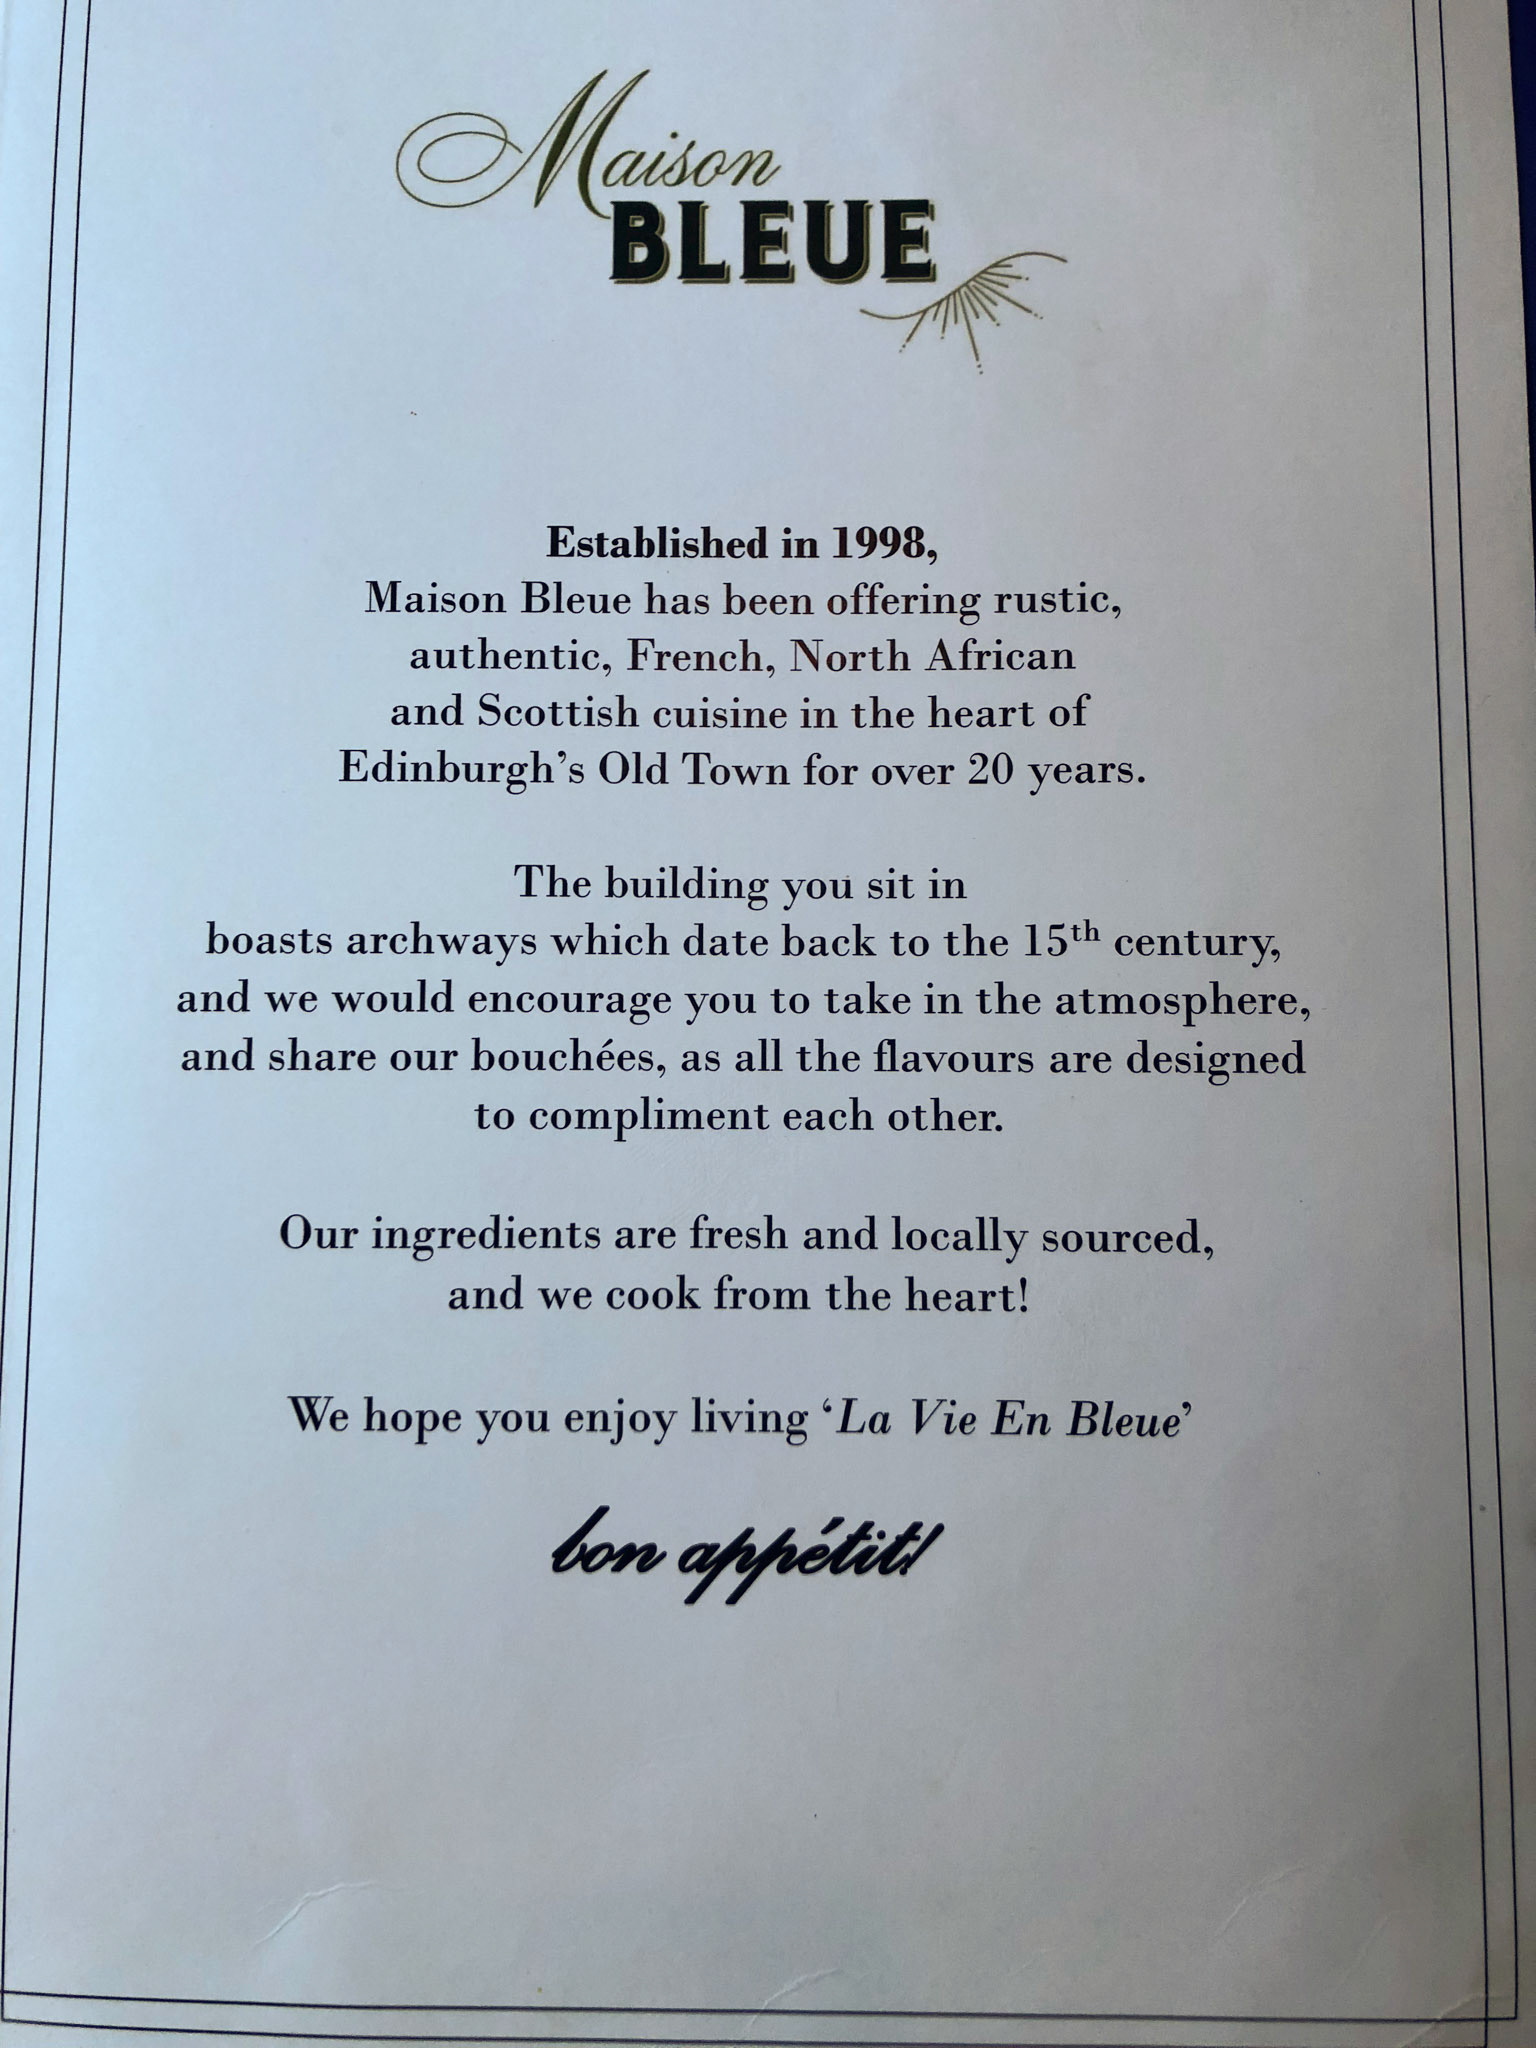 Maison
BLEUE
Established in 1998,
Maison Bleue has been offering rustic,
authentic, French, North African
and Scottish cuisine in the heart of
Edinburgh’s Old Town for over 20 years.
The building you sit in
boasts archways which date back to the 15th century,
and we would encourage you to take in the atmosphere,
and share our bouchées, as all the flavours are designed
to compliment each other.
Our ingredients are fresh and locally sourced,
and we cook from the heart!
We hope you enjoy living ‘La Vie En Bleue’
bon appétit!